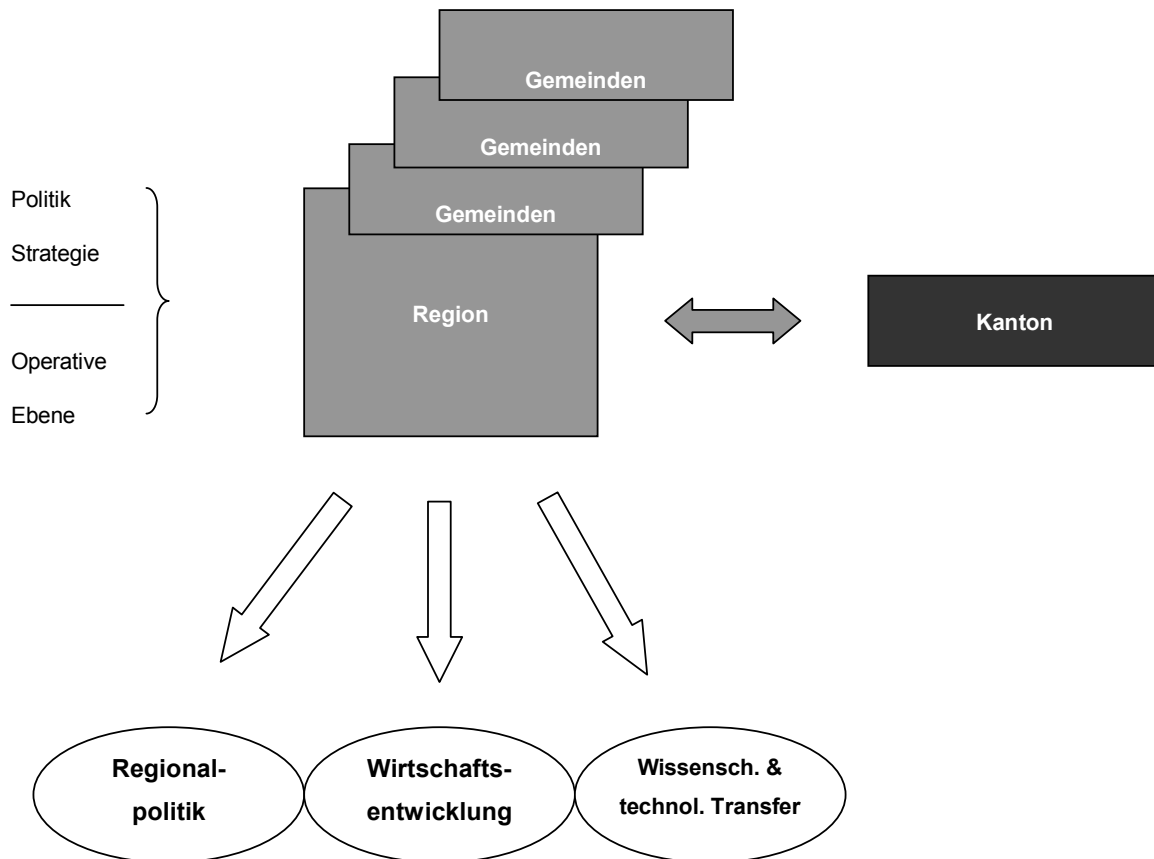 Gemeinden
Gemeinden
Gemeinden
Politik
Strategie
Operative
Ebene
Region
Kanton
Regional-
politik
Wirtschafts-
entwicklung
Wissensch. &
technol. Transfer